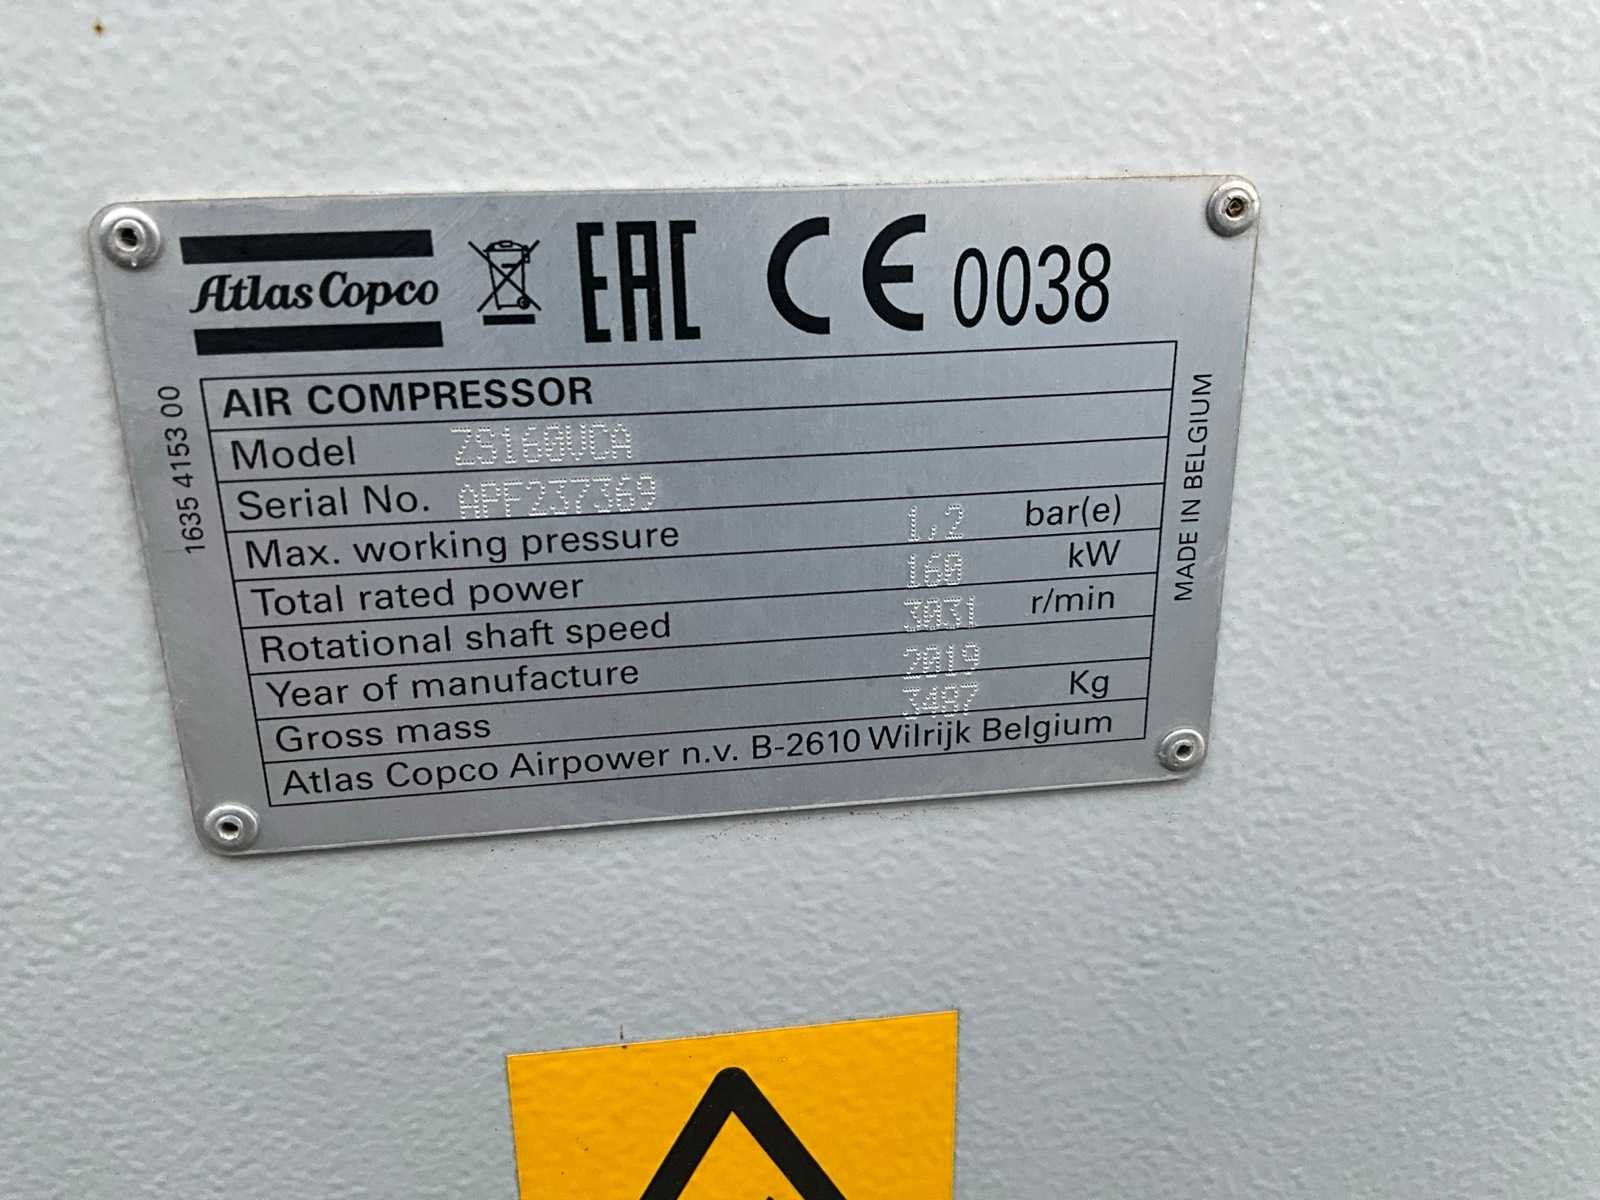 Atlas Copco EAC CE 0038
AIR COMPRESSOR
Model ZS160VCA
Serial No. APF237369
Max. working pressure 1,2 bar(e)
Total rated power 160 kW
Rotational shaft speed 3031 r/min
Year of manufacture 2019
Gross mass 3487 Kg
Atlas Copco Airpower n.v. B-2610 Wilrijk Belgium
1635 4153 00
MADE IN BELGIUM